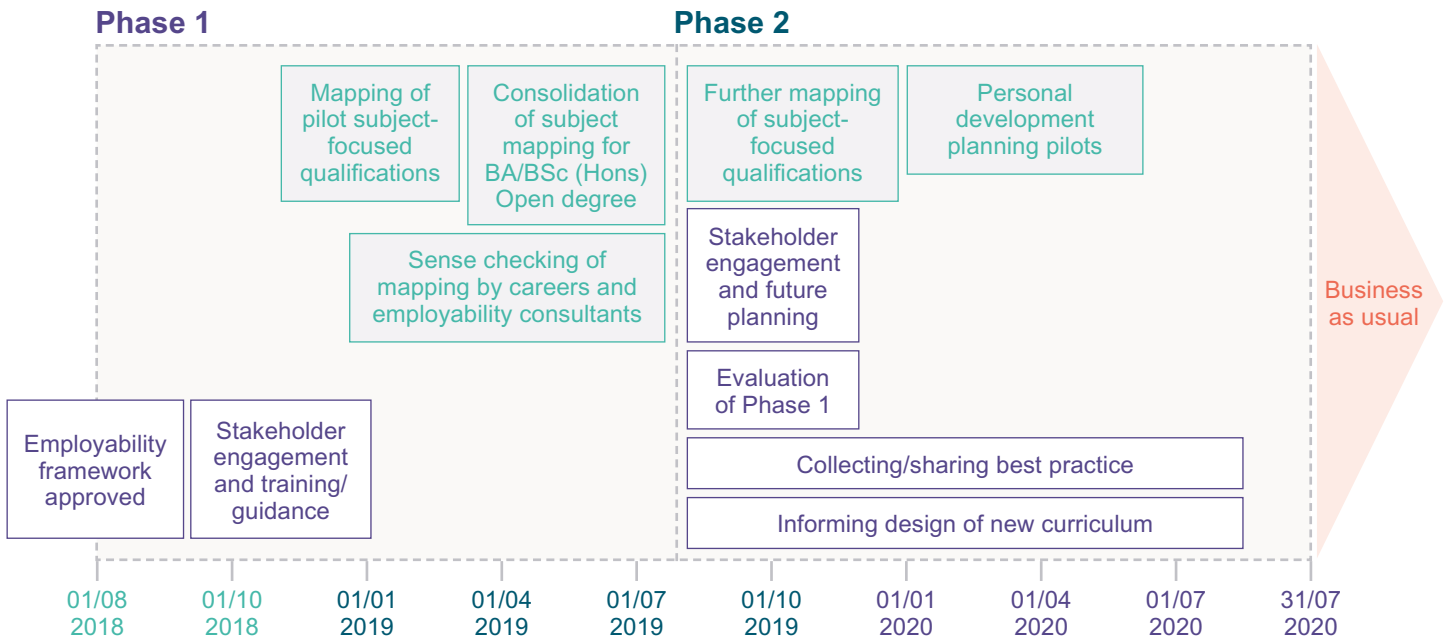 Phase 1
Phase 2
Mapping of
pilot subject-
focused
qualifications
Consolidation
of subject
mapping for
BA/BSc (Hons)
Open degree
Further mapping
of subject-
focused
qualifications
Personal
development
planning pilots
Sense checking of
mapping by careers and
employability consultants
Stakeholder
engagement
and future
planning
Business
as usual
Evaluation
of Phase 1
Employability
framework
approved
Stakeholder
engagement
and training/
guidance
Collecting/sharing best practice
Informing design of new curriculum
01/08
2018
01/10
2018
01/01
2019
01/04
2019
01/07
2019
01/10
2019
01/01
2020
01/04
2020
01/07
2020
31/07
2020